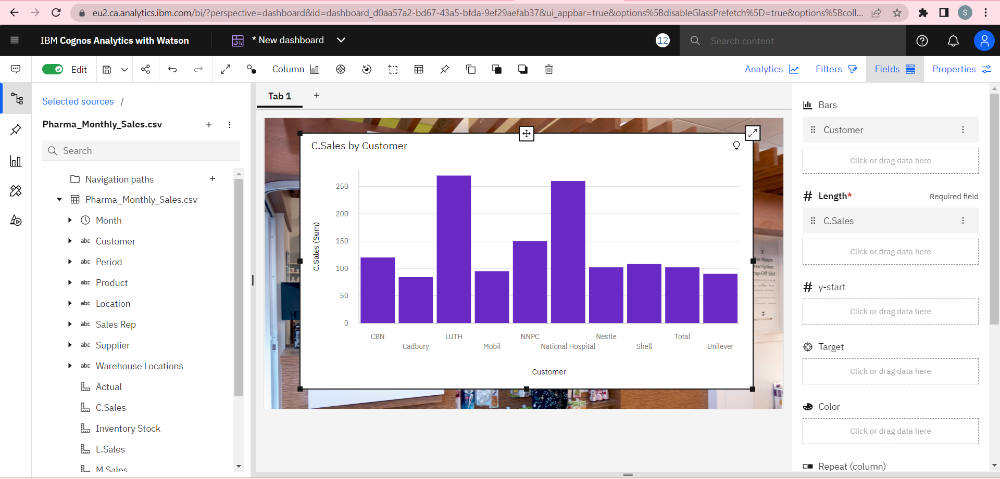 eu2.ca.analytics.ibm.com/bi/?perspective=dashboard&id=dashboard_d0aa57a2-bd67-43a5-bfda-9ef29aefab37&ui_appbar=true&options%5BdisableGlassPrefetch%5D=true&options%5Bcoll...
S
IBM Cognos Analytics with Watson
* New dashboard
12
Search content
Edit
Column
Analytics
Filters
Fields
Properties
Selected sources /
Pharma_Monthly_Sales.csv
Search
Navigation paths
Pharma_Monthly_Sales.csv
Month
abc Customer
abc Period
abc Product
abc Location
abc Sales Rep
abc Supplier
abc Warehouse Locations
Actual
C.Sales
Inventory Stock
L.Sales
M.Sales
Tab 1
C.Sales by Customer
C.Sales (Sum)
250
200
150
100
50
0
CBN
Cadbury
LUTH
Mobil
NNPC
National Hospital
Nestle
Shell
Total
Unilever
Customer
Bars
Customer
Click or drag data here
# Length*
Required field
C.Sales
Click or drag data here
# y-start
Click or drag data here
Target
Click or drag data here
Color
Click or drag data here
Repeat (column)